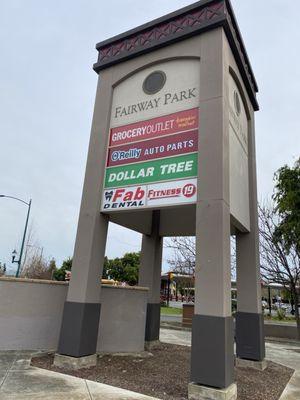 FAIRWAY PARK
GROCERY OUTLET bargain market
O'Reilly AUTO PARTS
DOLLAR TREE
Fab DENTAL
FITNESS 19